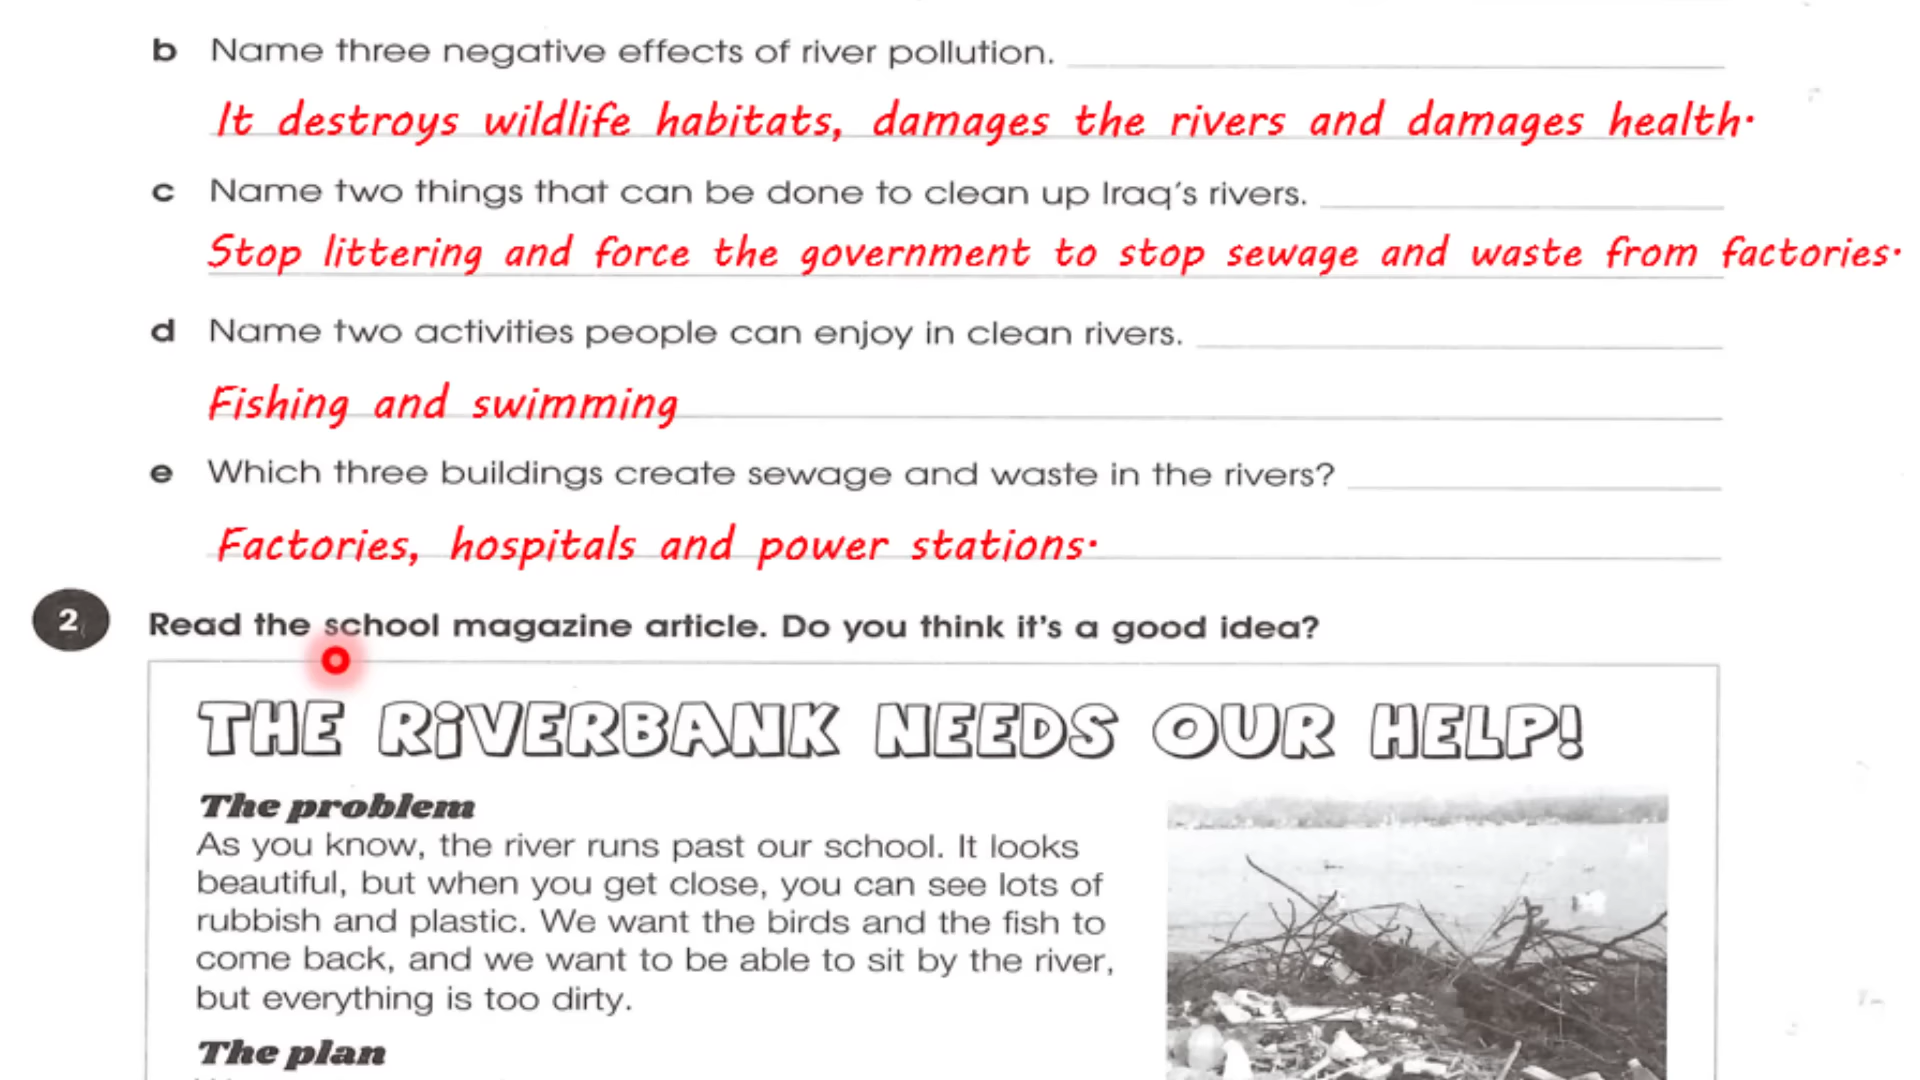 b Name three negative effects of river pollution.
It destroys wildlife habitats, damages the rivers and damages health.
c Name two things that can be done to clean up Iraq's rivers.
Stop littering and force the government to stop sewage and waste from factories.
d Name two activities people can enjoy in clean rivers.
Fishing and swimming
e Which three buildings create sewage and waste in the rivers?
Factories, hospitals and power stations.
2 Read the school magazine article. Do you think it's a good idea?
THE RiVERBANK NEEDS OUR HELP!
The problem
As you know, the river runs past our school. It looks
beautiful, but when you get close, you can see lots of
rubbish and plastic. We want the birds and the fish to
come back, and we want to be able to sit by the river,
but everything is too dirty.
The plan